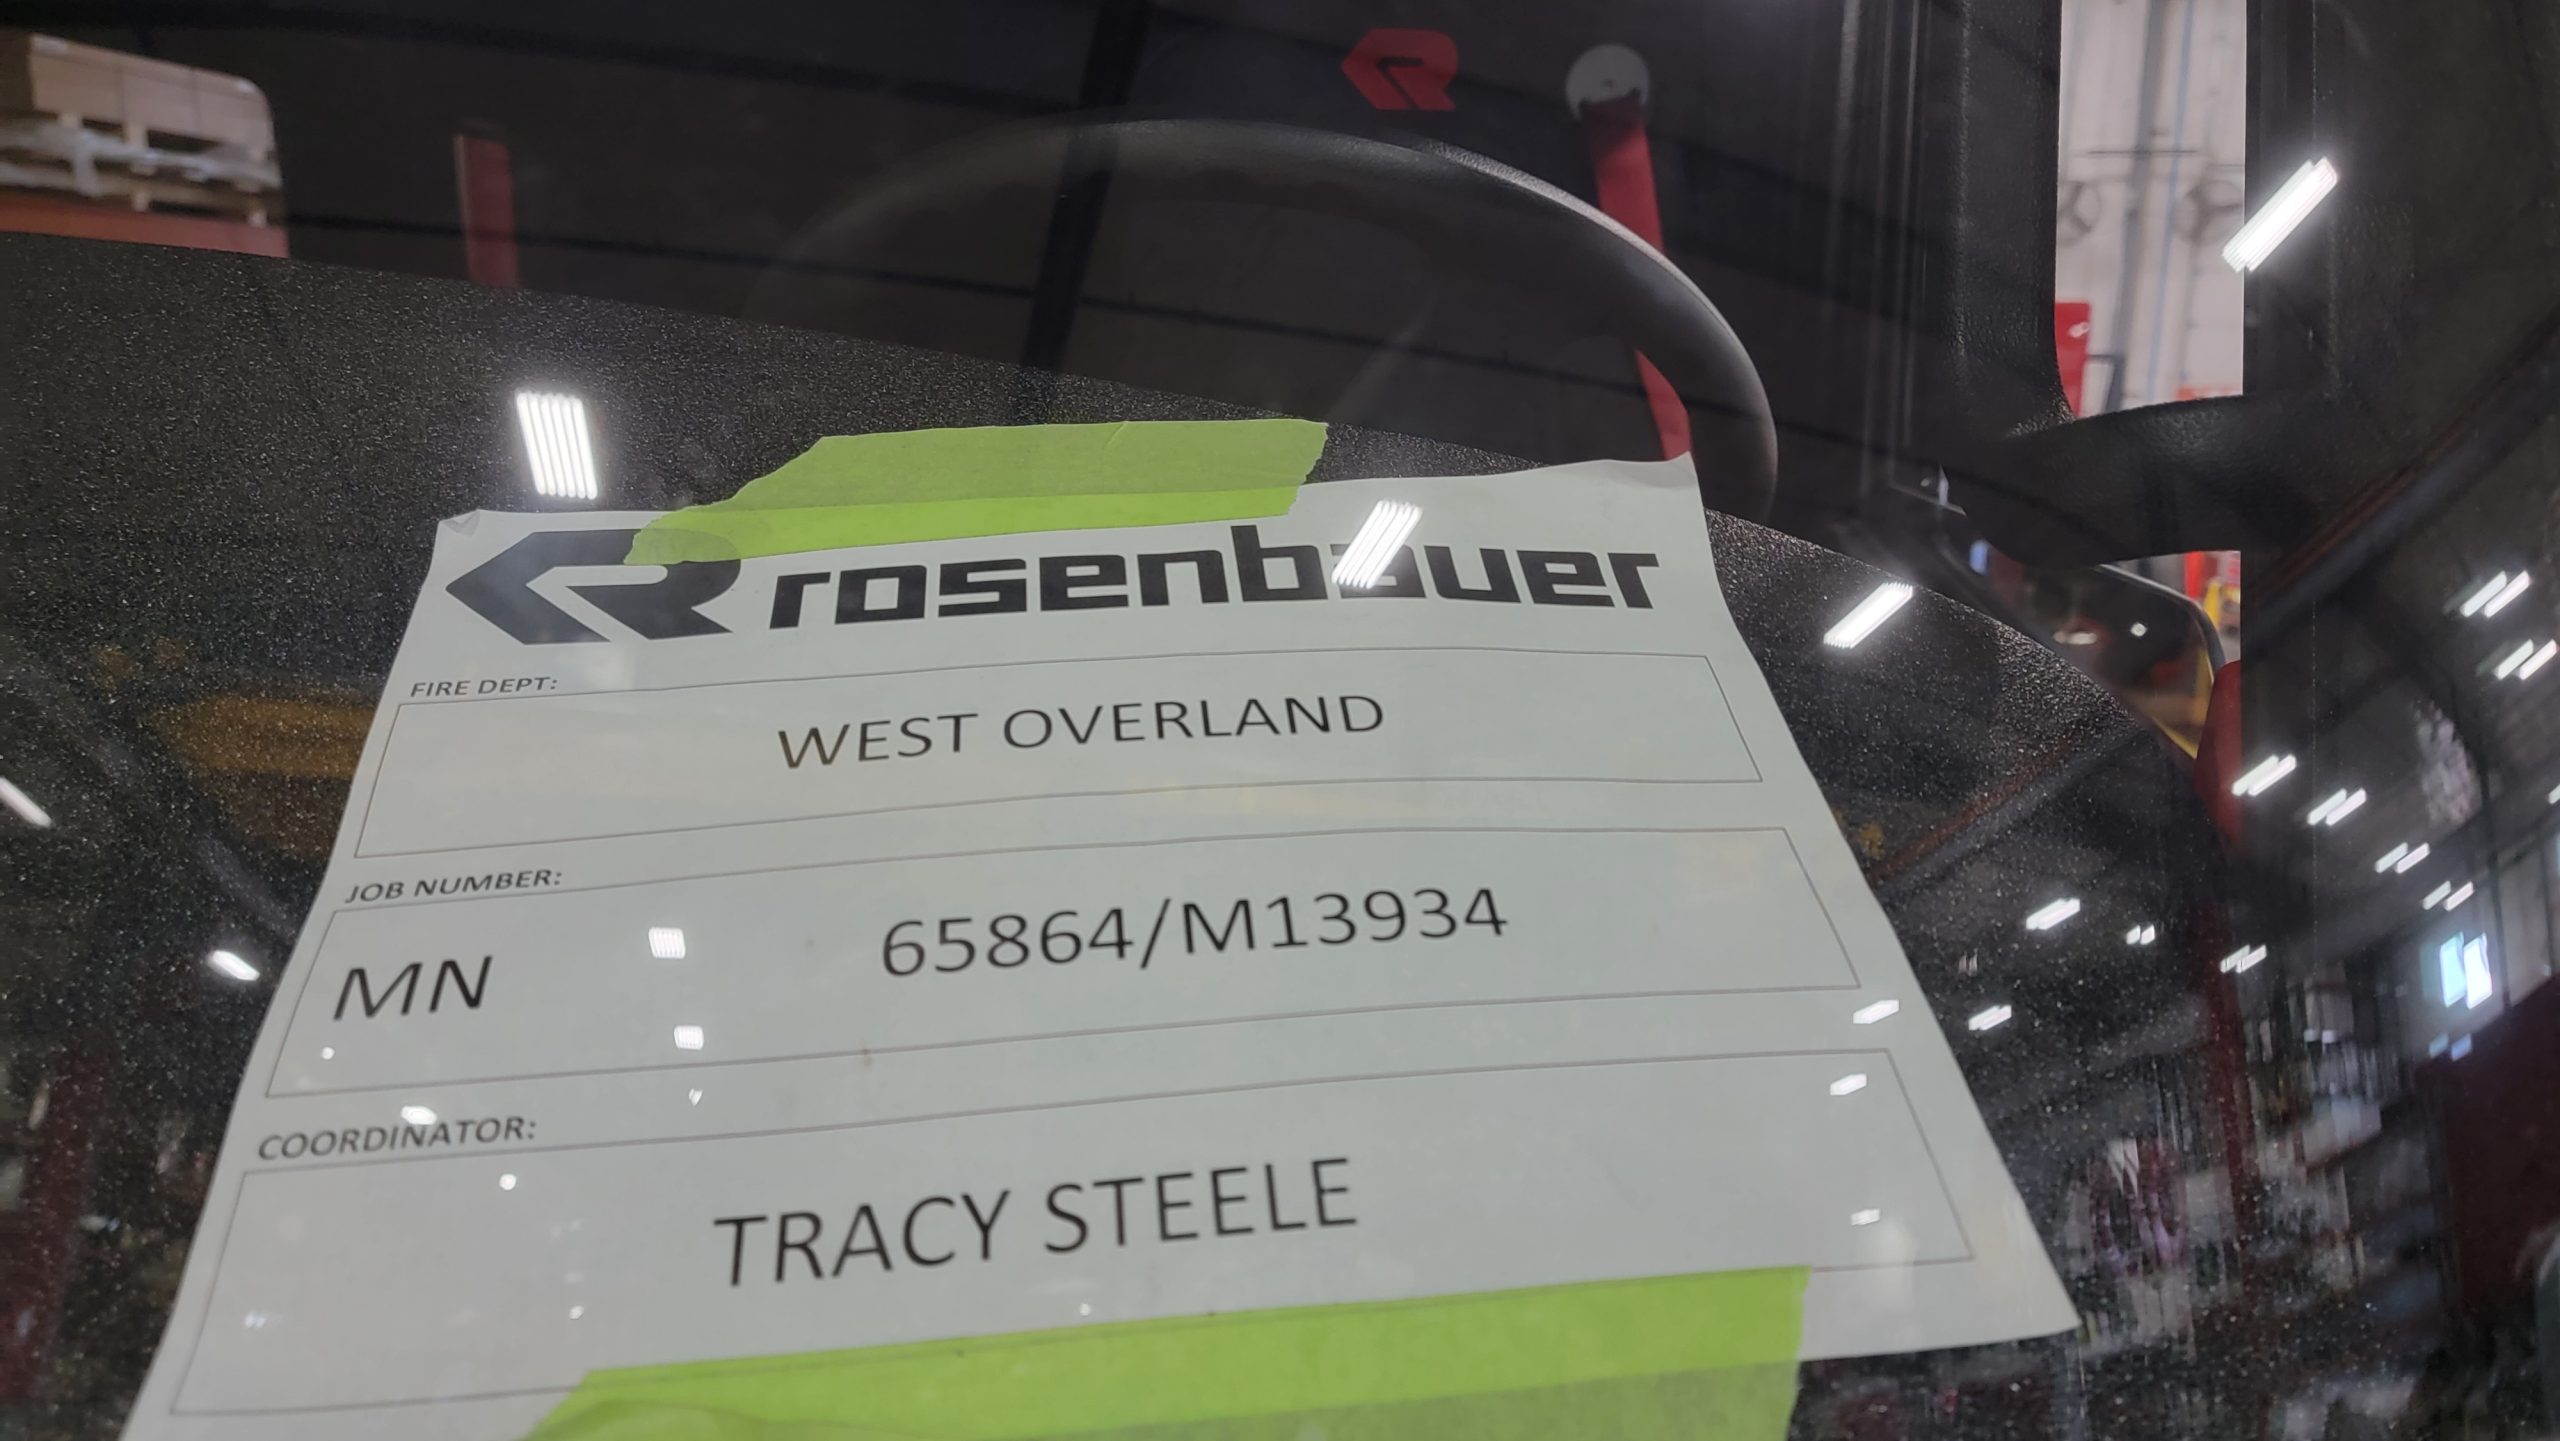 rosenbauer
FIRE DEPT:
WEST OVERLAND
JOB NUMBER:
MN 65864/M13934
COORDINATOR:
TRACY STEELE